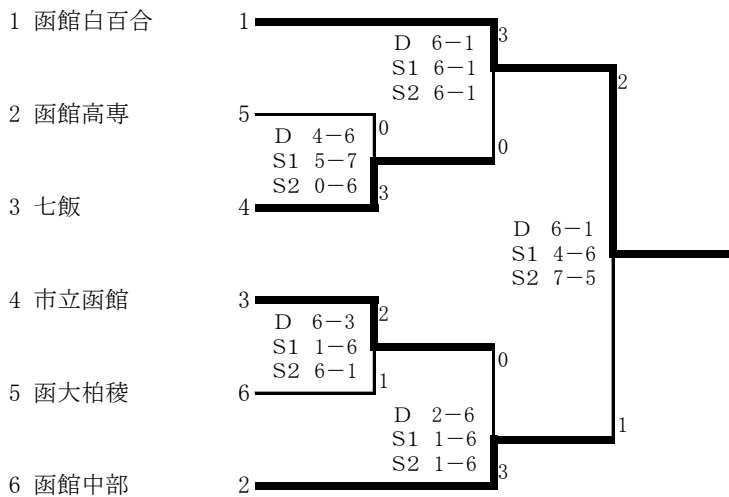 1 函館白百合 1
3
D 6−1
S1 6−1
S2 6−1
2
2 函館高専 5
0
D 4−6
S1 5−7
S2 0−6
0
3
3 七飯 4
D 6−1
S1 4−6
S2 7−5
4 市立函館 3
2
D 6−3
S1 1−6
S2 6−1
0
1
5 函大柏稜 6
D 2−6
S1 1−6
S2 1−6
1
3
6 函館中部 2